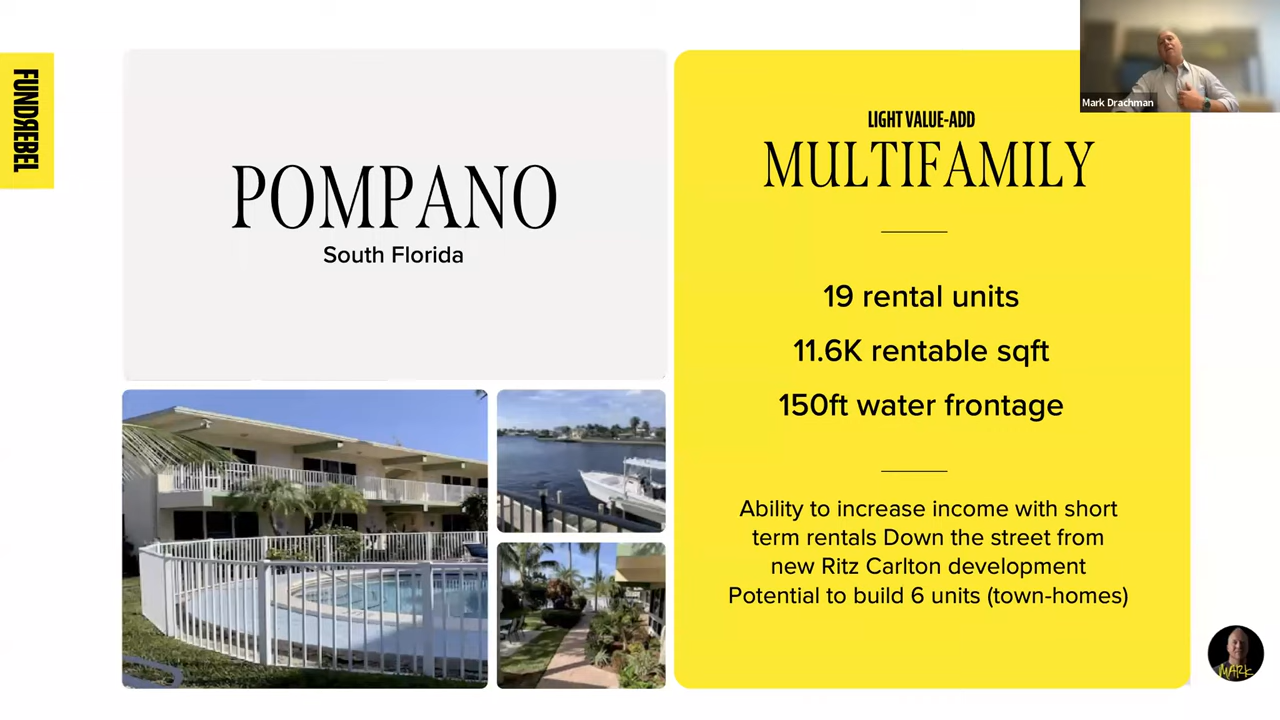 FUNDREBEL
POMPANO
South Florida
LIGHT VALUE-ADD
MULTIFAMILY
19 rental units
11.6K rentable sqft
150ft water frontage
Ability to increase income with short
term rentals Down the street from
new Ritz Carlton development
Potential to build 6 units (town-homes)
Mark Drachman
MARK